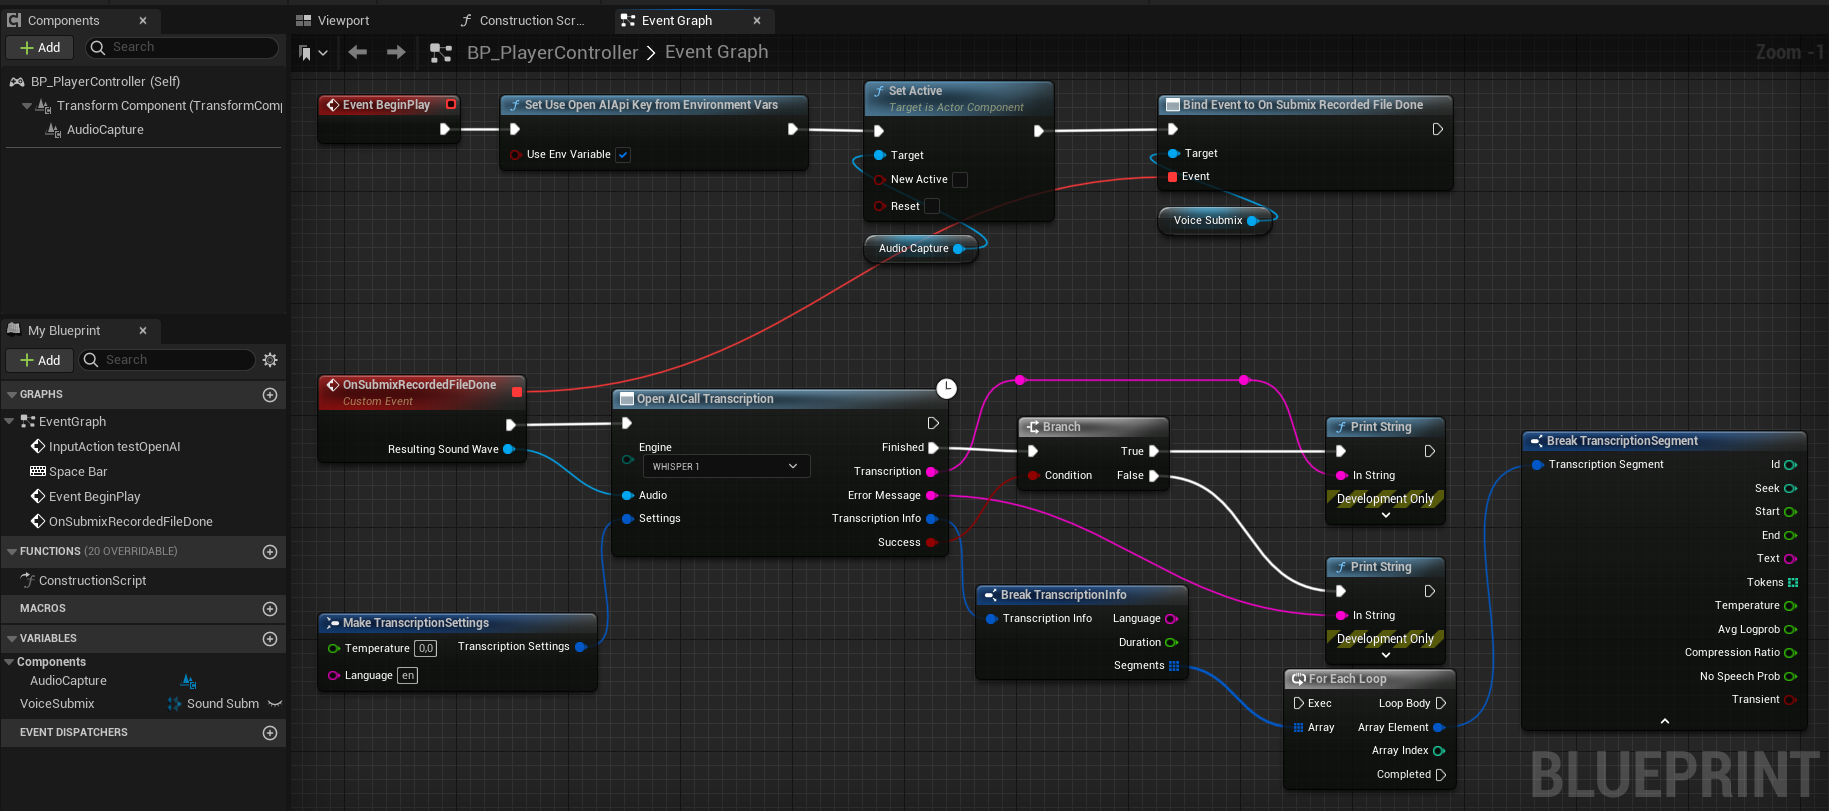 Components
Add
Search
BP_PlayerController (Self)
Transform Component (TransformComp
AudioCapture
My Blueprint
Add
Search
GRAPHS
EventGraph
InputAction testOpenAI
Space Bar
Event BeginPlay
OnSubmixRecordedFileDone
FUNCTIONS (20 OVERRIDABLE)
ConstructionScript
MACROS
VARIABLES
Components
AudioCapture
VoiceSubmix Sound Subm
EVENT DISPATCHERS
Viewport
Construction Scr...
Event Graph
BP_PlayerController > Event Graph
Zoom -1
Event BeginPlay
Set Use Open AIApi Key from Environment Vars
Use Env Variable
Set Active
Target is Actor Component
Target
New Active
Reset
Audio Capture
Bind Event to On Submix Recorded File Done
Target
Event
Voice Submix
OnSubmixRecordedFileDone
Custom Event
Resulting Sound Wave
Open AICall Transcription
Engine
WHISPER 1
Audio
Settings
Finished
Transcription
Error Message
Transcription Info
Success
Make TranscriptionSettings
Temperature 0,0
Transcription Settings
Language en
Branch
Condition
True
False
Print String
In String
Development Only
Print String
In String
Development Only
Break TranscriptionInfo
Transcription Info
Language
Duration
Segments
For Each Loop
Exec
Array
Loop Body
Array Element
Array Index
Completed
Break TranscriptionSegment
Transcription Segment
Id
Seek
Start
End
Text
Tokens
Temperature
Avg Logprob
Compression Ratio
No Speech Prob
Transient
BLUEPRINT